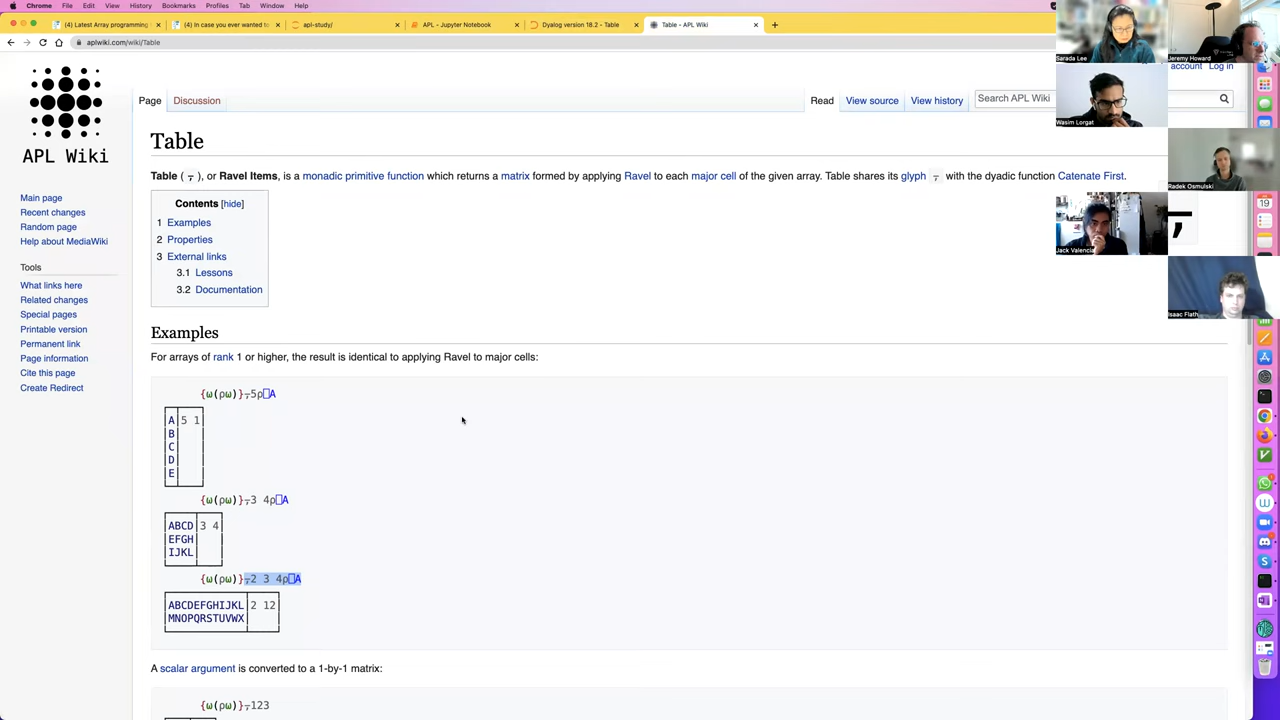 Chrome File Edit View History Bookmarks Profiles Tab Window Help
(4) Latest Array programming
(4) In case you ever wanted to
apl-study/
APL - Jupyter Notebook
Dyalog version 18.2 - Table
Table - APL Wiki
aplwiki.com/wiki/Table
Sarada Lee
Jeremy Howard
Wasim Lorgat
Radek Osmulski
Jack Valencia
Isaac Flath
19
account Log in
Page Discussion Read View source View history Search APL Wiki
APL WIKI
Main page
Recent changes
Random page
Help about MediaWiki
Tools
What links here
Related changes
Special pages
Printable version
Permanent link
Page information
Cite this page
Create Redirect
Table
Table (⍪), or Ravel Items, is a monadic primitive function which returns a matrix formed by applying Ravel to each major cell of the given array. Table shares its glyph ⍪ with the dyadic function Catenate First.
⍪
Contents [hide]
1 Examples
2 Properties
3 External links
3.1 Lessons
3.2 Documentation
Examples
For arrays of rank 1 or higher, the result is identical to applying Ravel to major cells:
{⍵(⍴⍵)}⍪5⍴⎕A
A 5 1
B
C
D
E
{⍵(⍴⍵)}⍪3 4⍴⎕A
ABCD 3 4
EFGH
IJKL
{⍵(⍴⍵)}⍪2 3 4⍴⎕A
ABCDEFGHIJKL 2 12
MNOPQRSTUVWX
A scalar argument is converted to a 1-by-1 matrix:
{⍵(⍴⍵)}⍪123